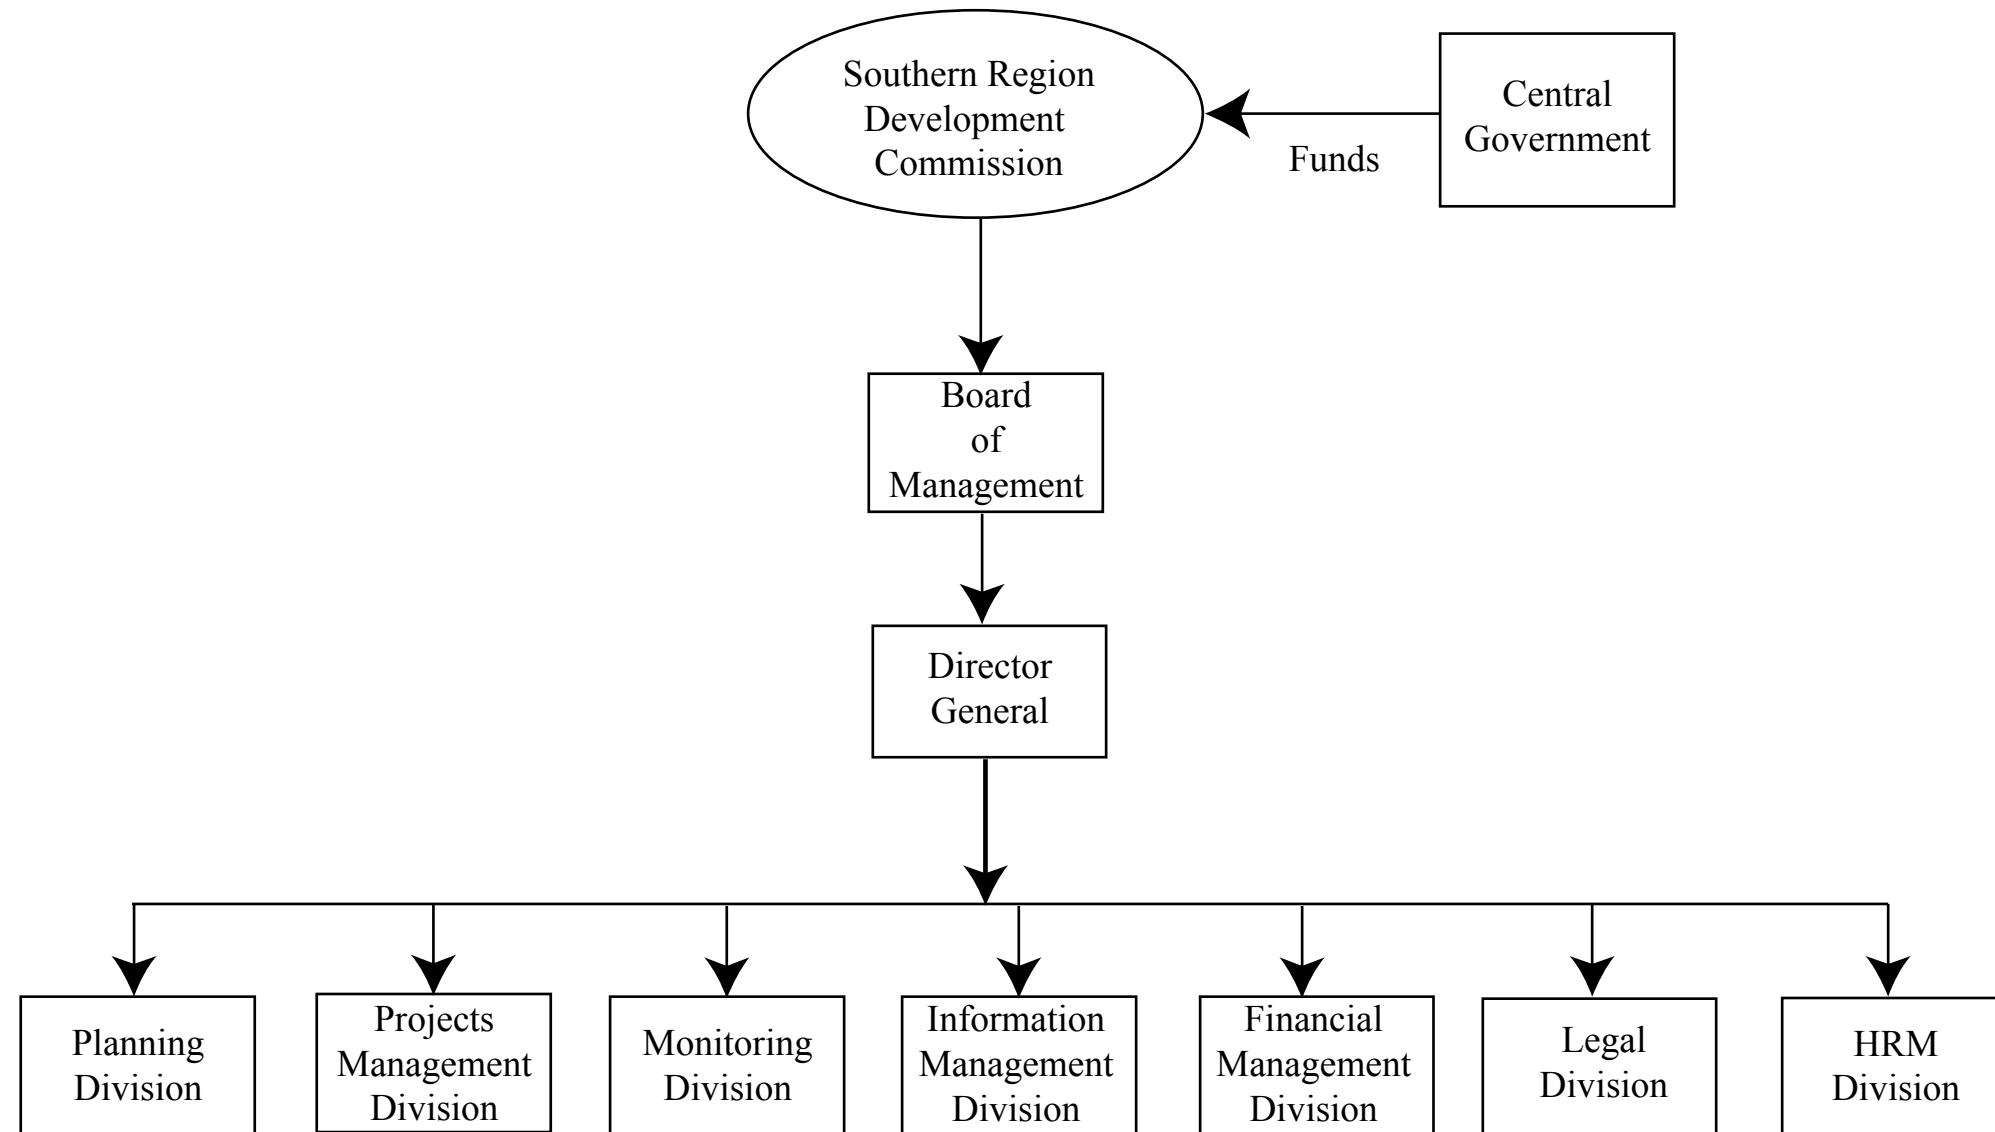 Southern Region
Development
Commission
Central
Government
Funds
Board
of
Management
Director
General
Planning
Division
Projects
Management
Division
Monitoring
Division
Information
Management
Division
Financial
Management
Division
Legal
Division
HRM
Division